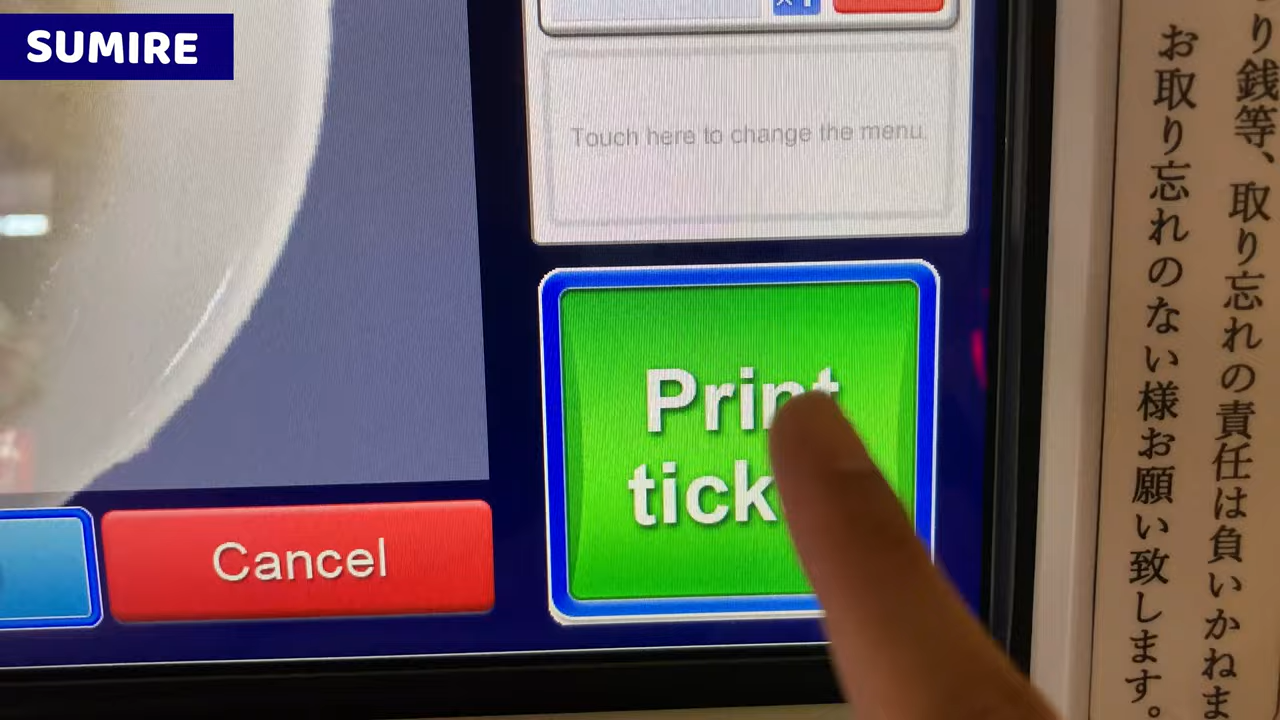 SUMIRE
Touch here to change the menu.
Print
tick
Cancel
り銭等、取り忘れの責任は負いかねま
お取り忘れのない様お願い致します。